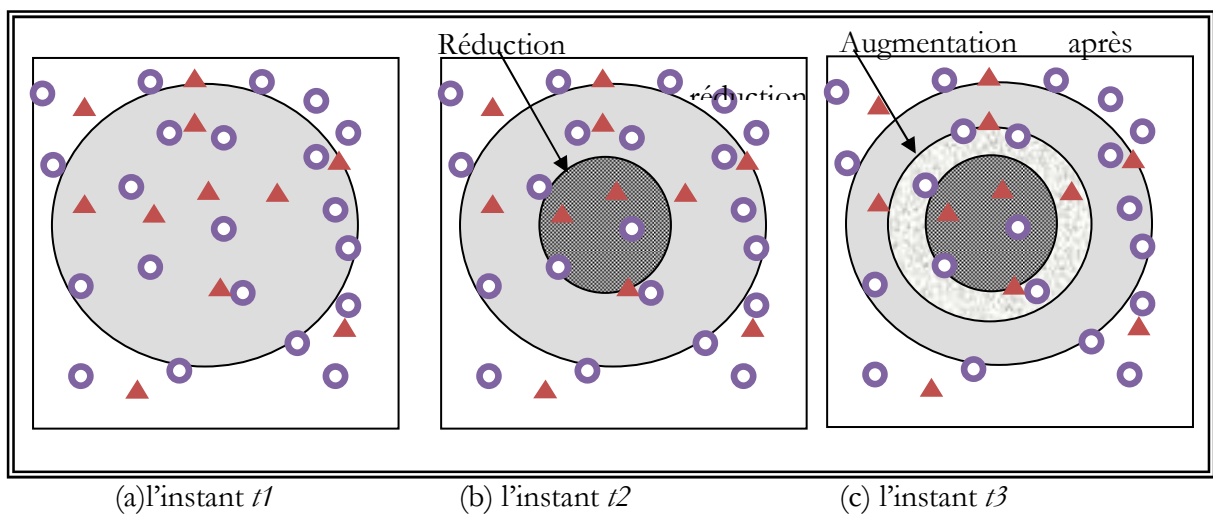 Réduction
Augmentation après
réduction
(a)l'instant t1
(b) l'instant t2
(c) l'instant t3